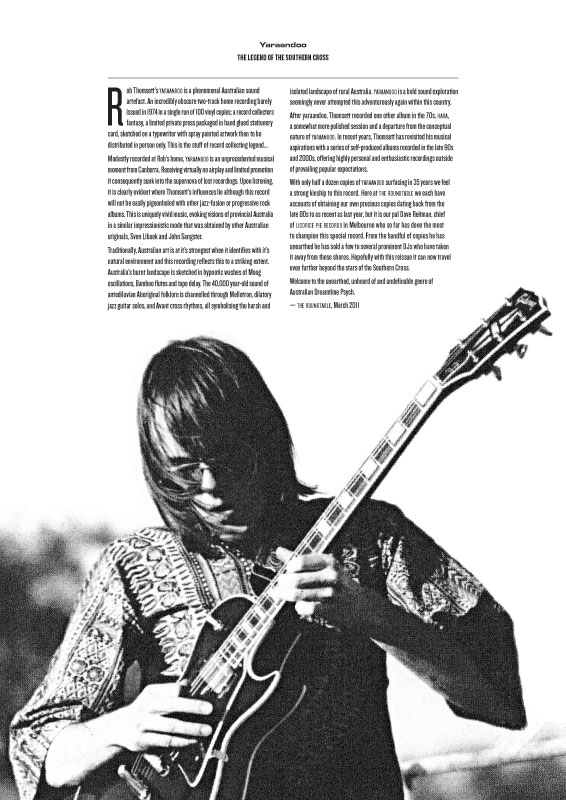 Yaraandoo
THE LEGEND OF THE SOUTHERN CROSS
Rob Thomsett's YARAANDOO is a phenomenal Australian sound
artefact. An incredibly obscure two-track home recording barely
issued in 1974 in a single run of 100 vinyl copies; a record collectors
fantasy, a limited private press packaged in hand glued stationery
card, sketched on a typewriter with spray painted artwork then to be
distributed in person only. This is the stuff of record collecting legend...
Modestly recorded at Rob's home, YARAANDOO is an unprecedented musical
moment from Canberra. Receiving virtually no airplay and limited promotion
it consequently sunk into the supernova of lost recordings. Upon listening,
it is clearly evident where Thomsett's influences lie although this record
will not be easily pigeonholed with other jazz-fusion or progressive rock
albums. This is uniquely vivid music, evoking visions of provincial Australia
in a similar impressionistic mode that was obtained by other Australian
originals, Sven Libaek and John Sangster.
Traditionally, Australian art is at it's strongest when it identifies with it's
natural environment and this recording reflects this to a striking extent.
Australia's burnt landscape is sketched in hypnotic washes of Moog
oscillations, Bamboo flutes and tape delay. The 40,000 year-old sound of
antediluvian Aboriginal folklore is channelled through Mellotron, dilatory
jazz guitar solos, and Avant cross rhythms, all symbolising the harsh and
isolated landscape of rural Australia. YARAANDOO is a bold sound exploration
seemingly never attempted this adventurously again within this country.
After yaraandoo, Thomsett recorded one other album in the 70s, HARA,
a somewhat more polished session and a departure from the conceptual
nature of YARAANDOO. In recent years, Thomsett has revisited his musical
aspirations with a series of self-produced albums recorded in the late 90s
and 2000s, offering highly personal and enthusiastic recordings outside
of prevailing popular expectations.
With only half a dozen copies of YARAANDOO surfacing in 35 years we feel
a strong kinship to this record. Here at THE ROUNDTABLE we each have
accounts of obtaining our own precious copies dating back from the
late 80s to as recent as last year, but it is our pal Dave Reitman, chief
of LICORICE PIE RECORDS in Melbourne who so far has done the most
to champion this special record. From the handful of copies he has
unearthed he has sold a few to several prominent DJs who have taken
it away from these shores. Hopefully with this reissue it can now travel
even further beyond the stars of the Southern Cross.
Welcome to the unearthed, unheard of and undefinable genre of
Australian Dreamtime Psych.
— THE ROUNDTABLE, March 2011